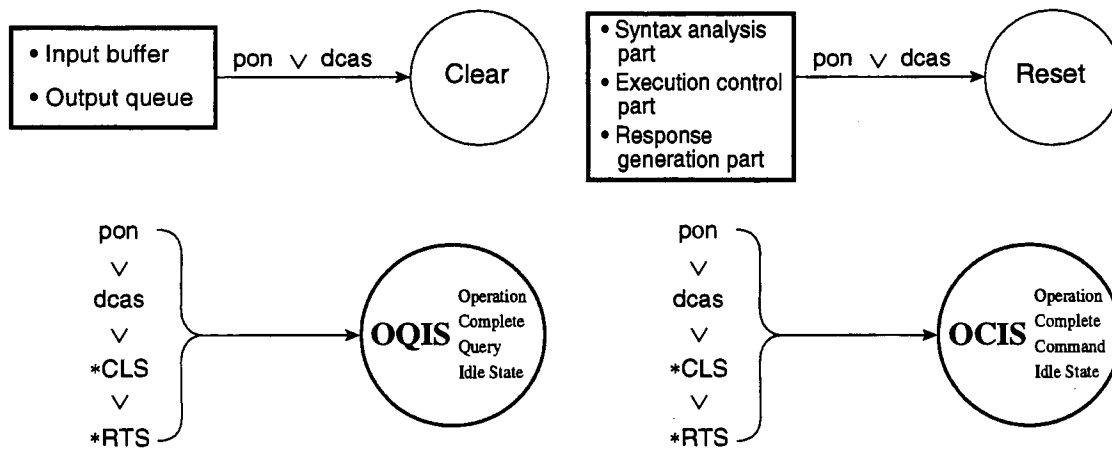 • Input buffer
• Output queue
pon ∨ dcas
Clear
• Syntax analysis
part
• Execution control
part
• Response
generation part
pon ∨ dcas
Reset
pon
∨
dcas
∨
*CLS
∨
*RTS
OQIS
Operation
Complete
Query
Idle State
pon
∨
dcas
∨
*CLS
∨
*RTS
OCIS
Operation
Complete
Command
Idle State